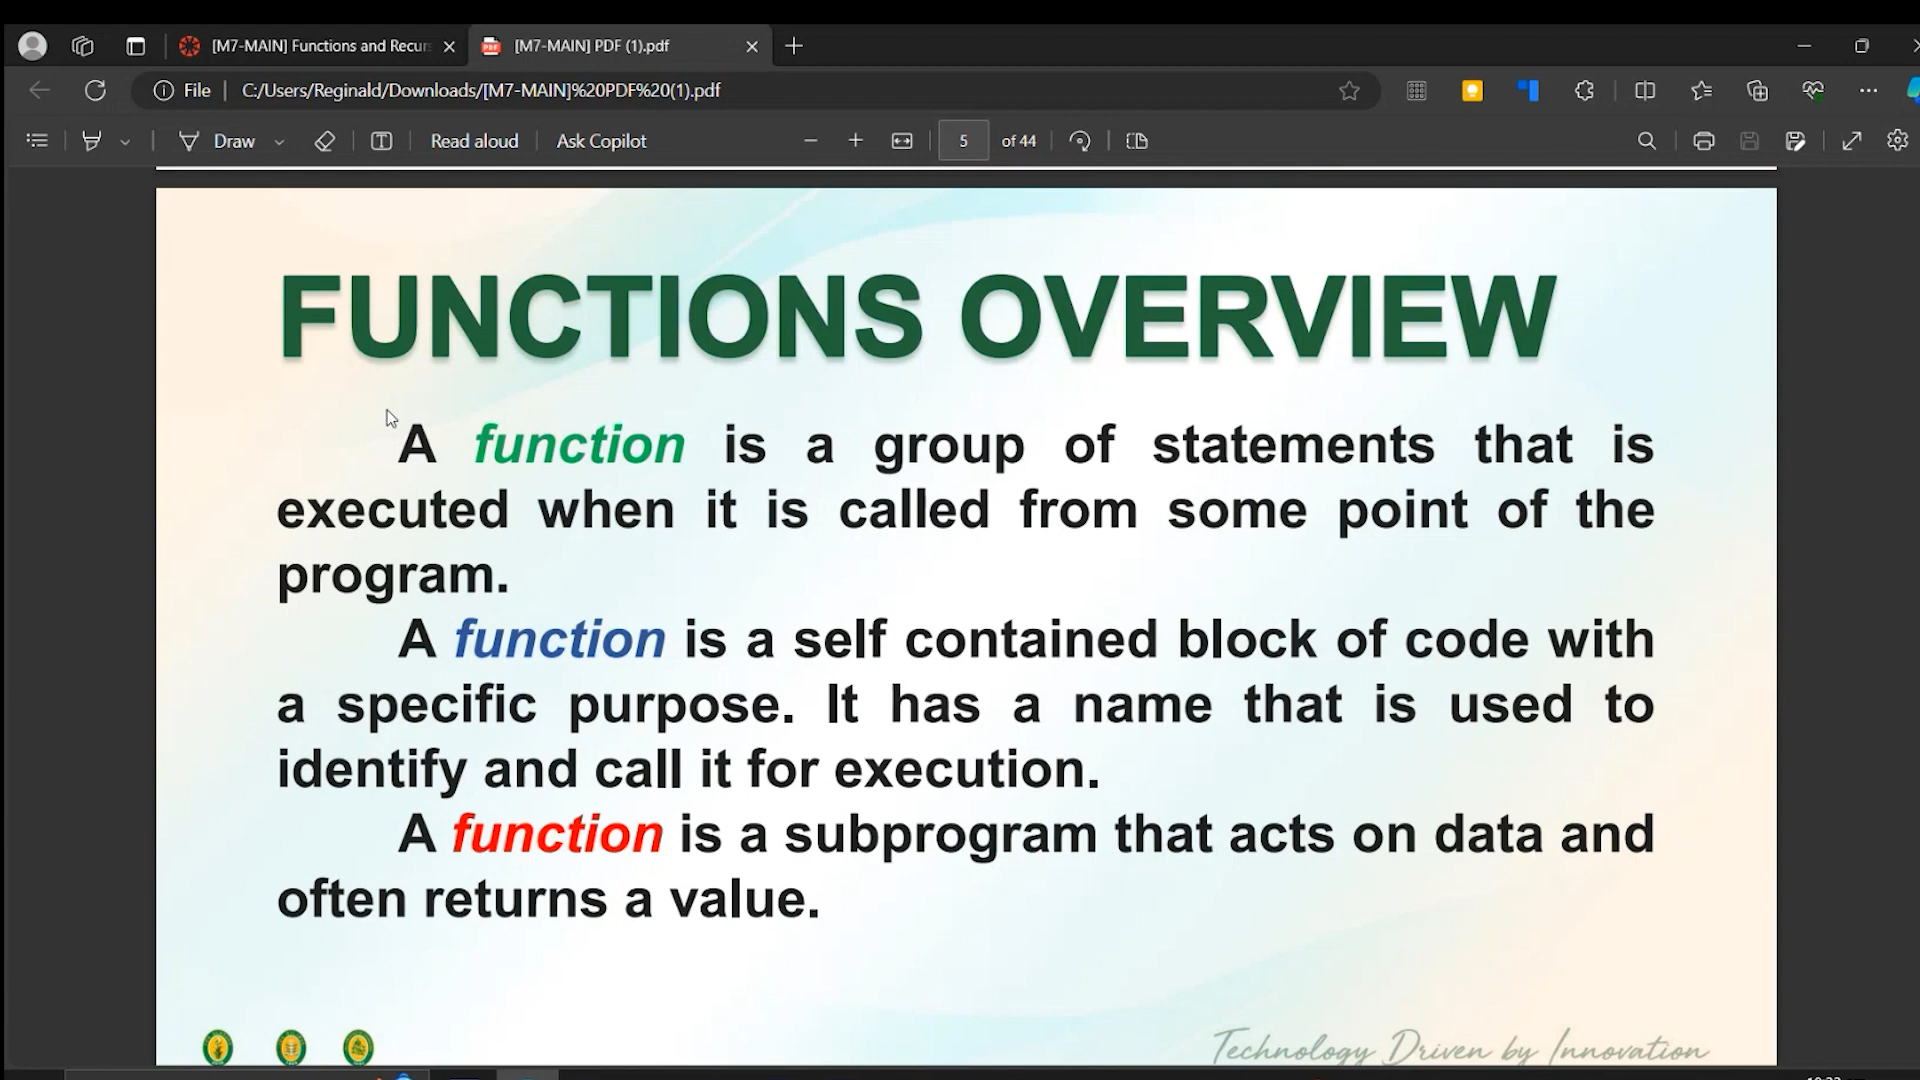 [M7-MAIN] Functions and Recur
[M7-MAIN] PDF (1).pdf
File
C:/Users/Reginald/Downloads/[M7-MAIN]%20PDF%20(1).pdf
Draw
Read aloud
Ask Copilot
5 of 44
FUNCTIONS OVERVIEW
A function is a group of statements that is
executed when it is called from some point of the
program.
A function is a self contained block of code with
a specific purpose. It has a name that is used to
identify and call it for execution.
A function is a subprogram that acts on data and
often returns a value.
Technology Driven by Innovation